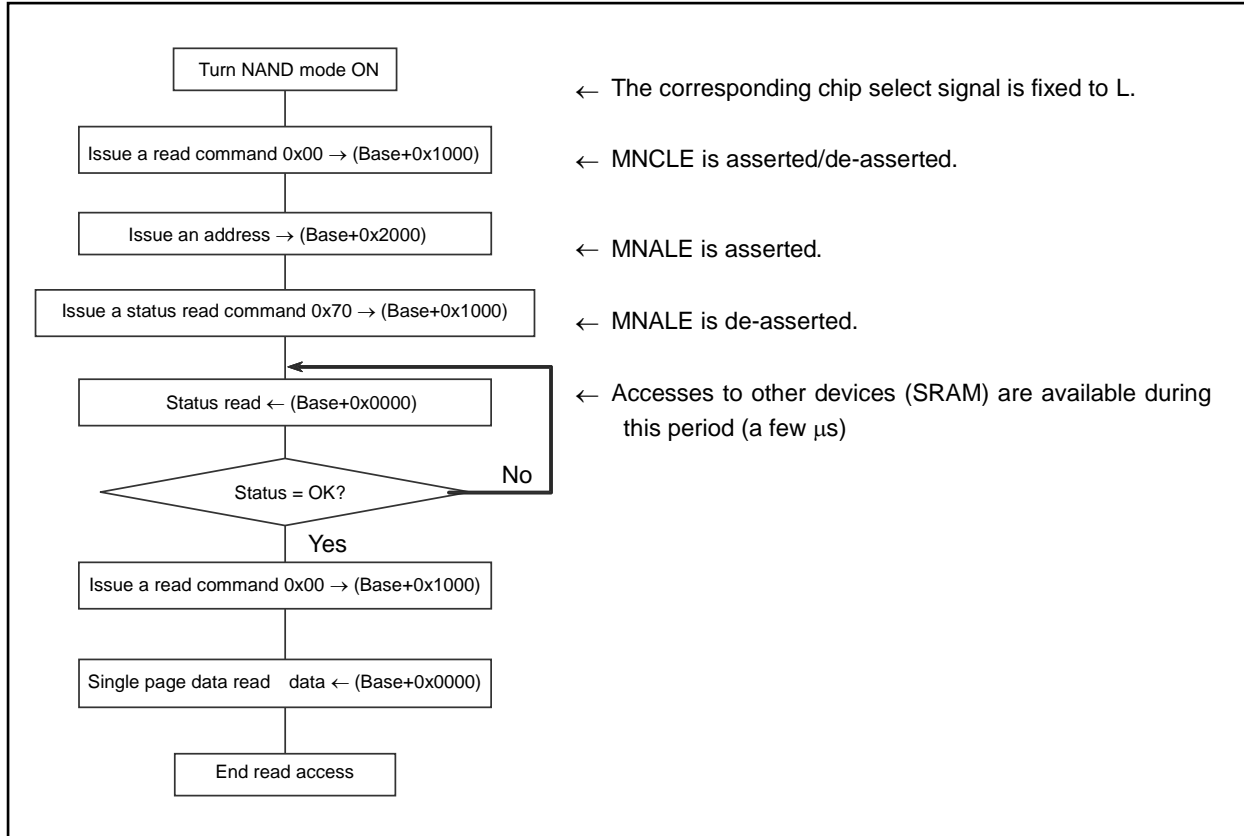 Turn NAND mode ON
← The corresponding chip select signal is fixed to L.
Issue a read command 0x00 → (Base+0x1000)
← MNCLE is asserted/de-asserted.
Issue an address → (Base+0x2000)
← MNALE is asserted.
Issue a status read command 0x70 → (Base+0x1000)
← MNALE is de-asserted.
Status read ← (Base+0x0000)
← Accesses to other devices (SRAM) are available during
this period (a few μs)
Status = OK?
No
Yes
Issue a read command 0x00 → (Base+0x1000)
Single page data read data ← (Base+0x0000)
End read access